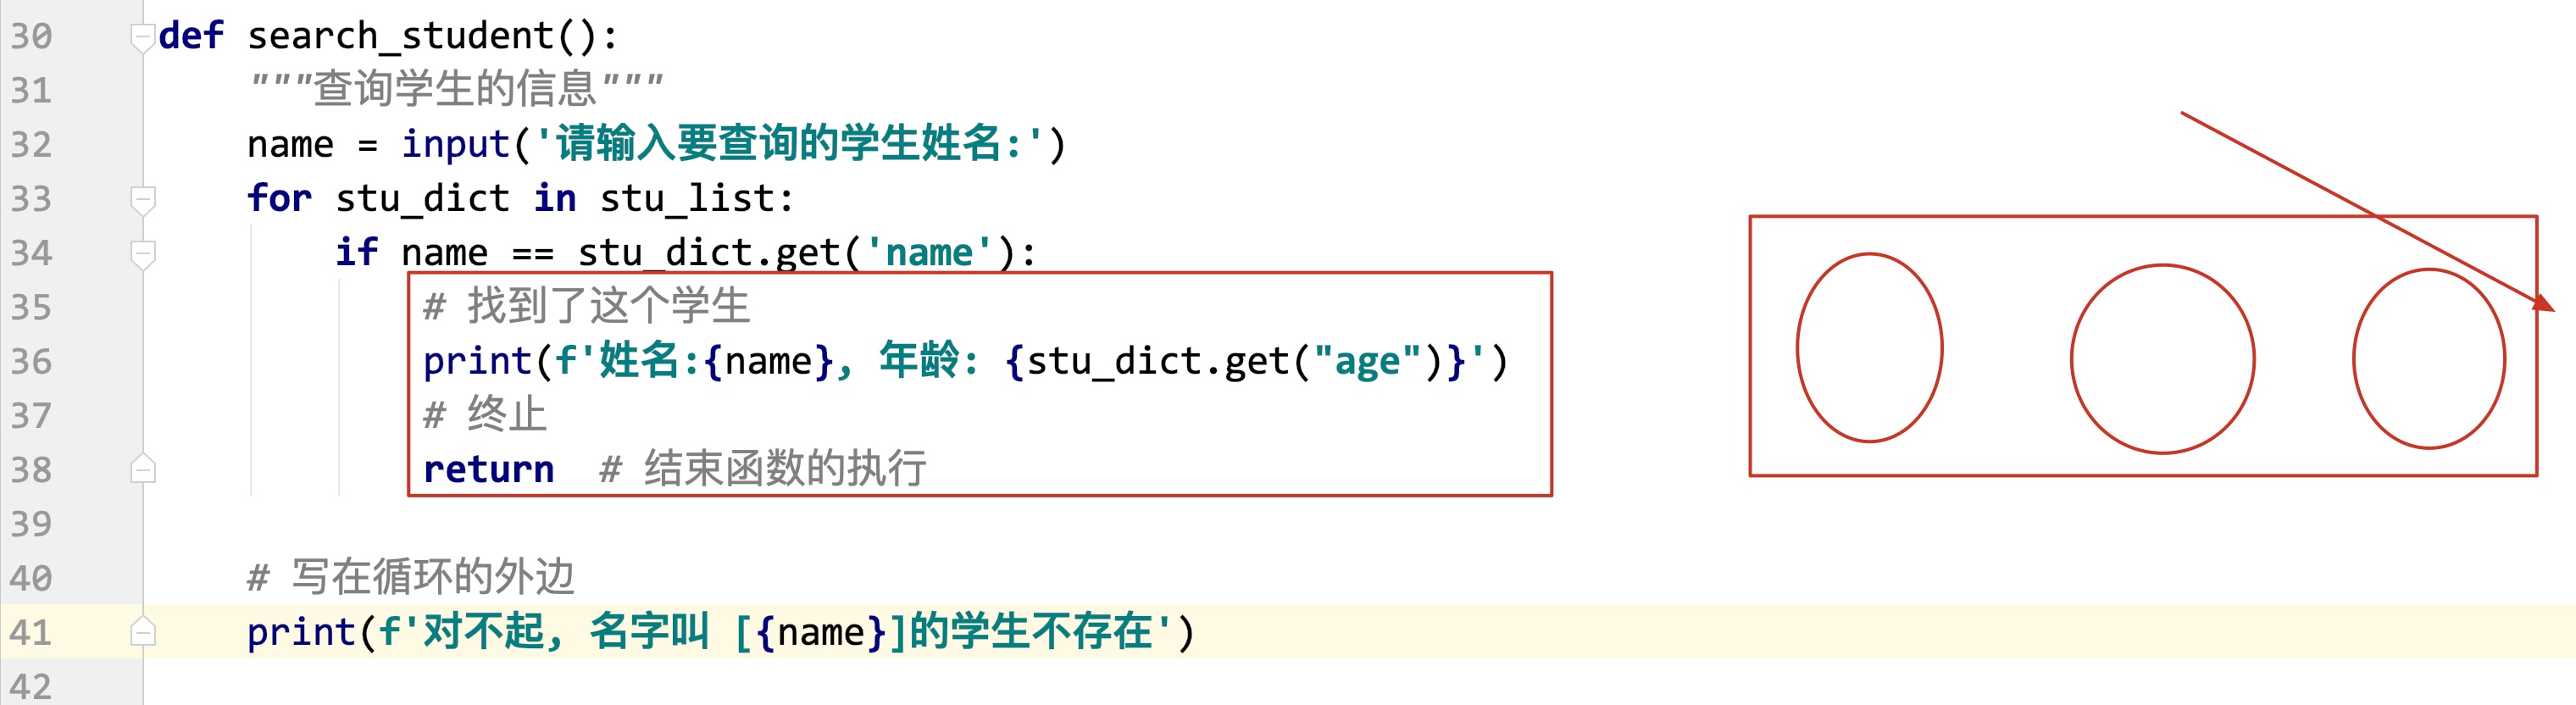 30 def search_student():
31 """查询学生的信息"""
32 name = input('请输入要查询的学生姓名:')
33 for stu_dict in stu_list:
34 if name == stu_dict.get('name'):
35 # 找到了这个学生
36 print(f'姓名:{name}, 年龄: {stu_dict.get("age")}')
37 # 终止
38 return  # 结束函数的执行
39
40 # 写在循环的外边
41 print(f'对不起, 名字叫 [{name}]的学生不存在')
42